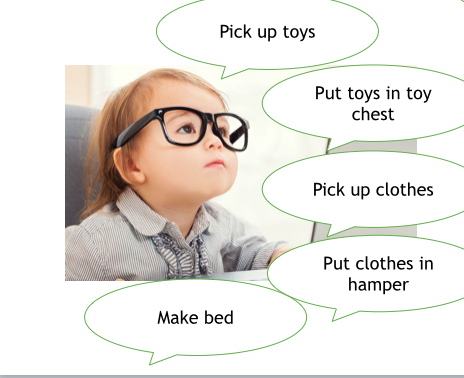 Pick up toys
Put toys in toy
chest
Pick up clothes
Put clothes in
hamper
Make bed